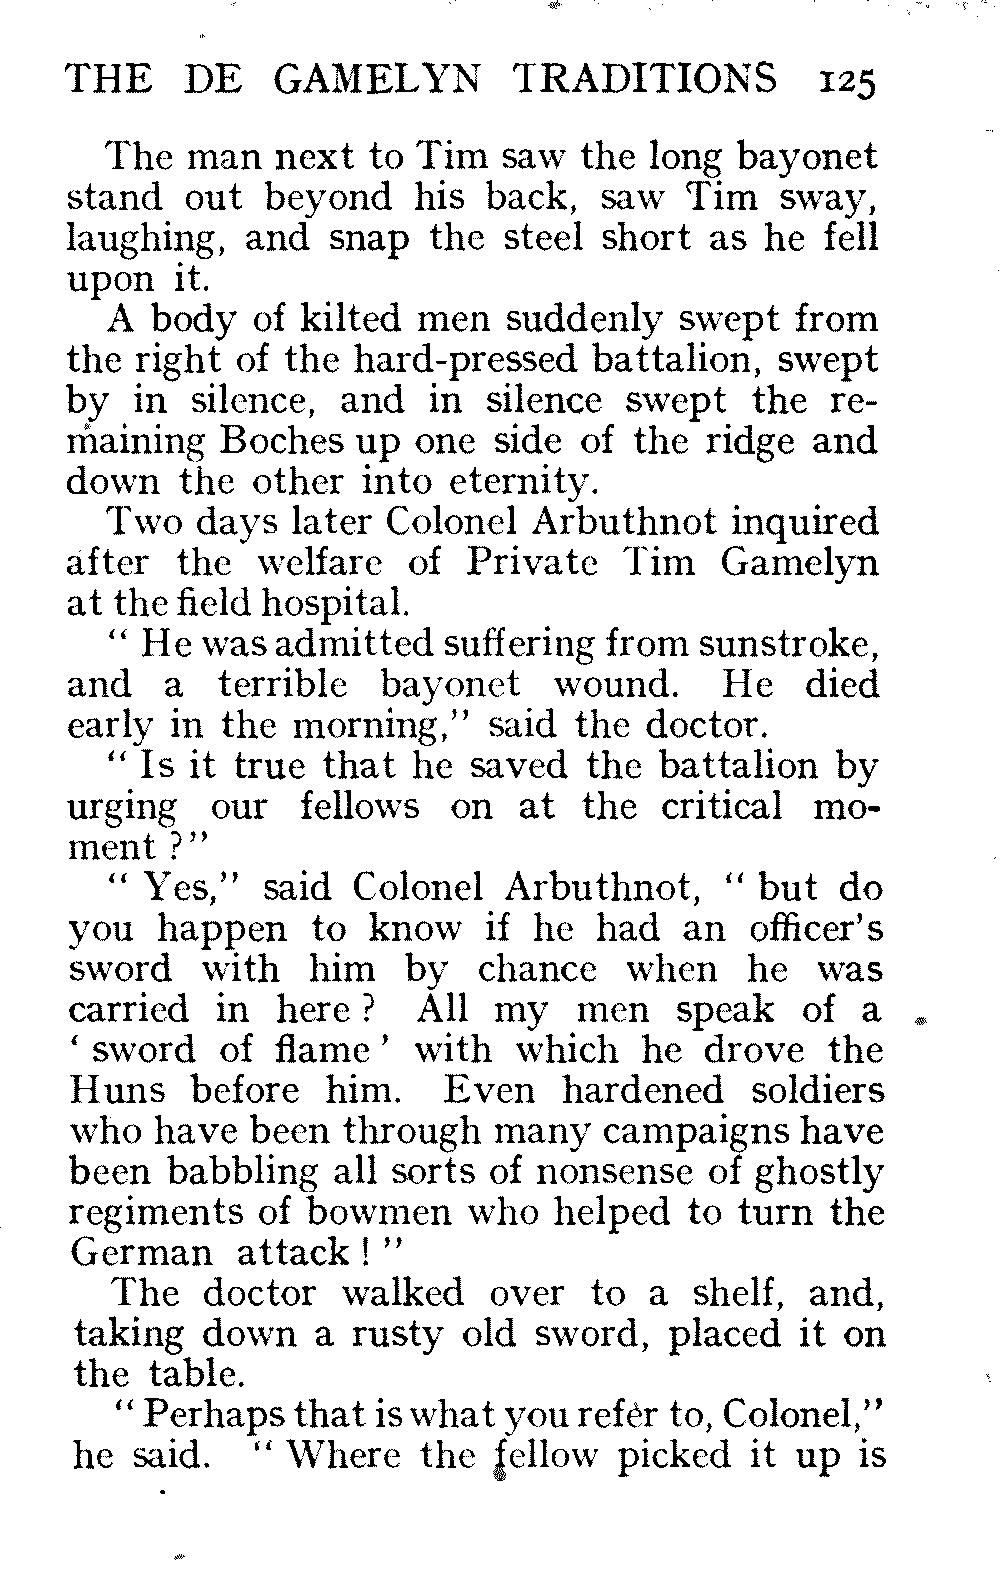 THE DE GAMELYN TRADITIONS 125
The man next to Tim saw the long bayonet
stand out beyond his back, saw Tim sway,
laughing, and snap the steel short as he fell
upon it.
A body of kilted men suddenly swept from
the right of the hard-pressed battalion, swept
by in silence, and in silence swept the re-
maining Boches up one side of the ridge and
down the other into eternity.
Two days later Colonel Arbuthnot inquired
after the welfare of Private Tim Gamelyn
at the field hospital.
“ He was admitted suffering from sunstroke,
and a terrible bayonet wound. He died
early in the morning,” said the doctor.
“ Is it true that he saved the battalion by
urging our fellows on at the critical mo-
ment ?”
“ Yes,” said Colonel Arbuthnot, “ but do
you happen to know if he had an officer’s
sword with him by chance when he was
carried in here ? All my men speak of a
‘ sword of flame ’ with which he drove the
Huns before him. Even hardened soldiers
who have been through many campaigns have
been babbling all sorts of nonsense of ghostly
regiments of bowmen who helped to turn the
German attack ! ”
The doctor walked over to a shelf, and,
taking down a rusty old sword, placed it on
the table.
“ Perhaps that is what you refer to, Colonel,”
he said. “ Where the fellow picked it up is